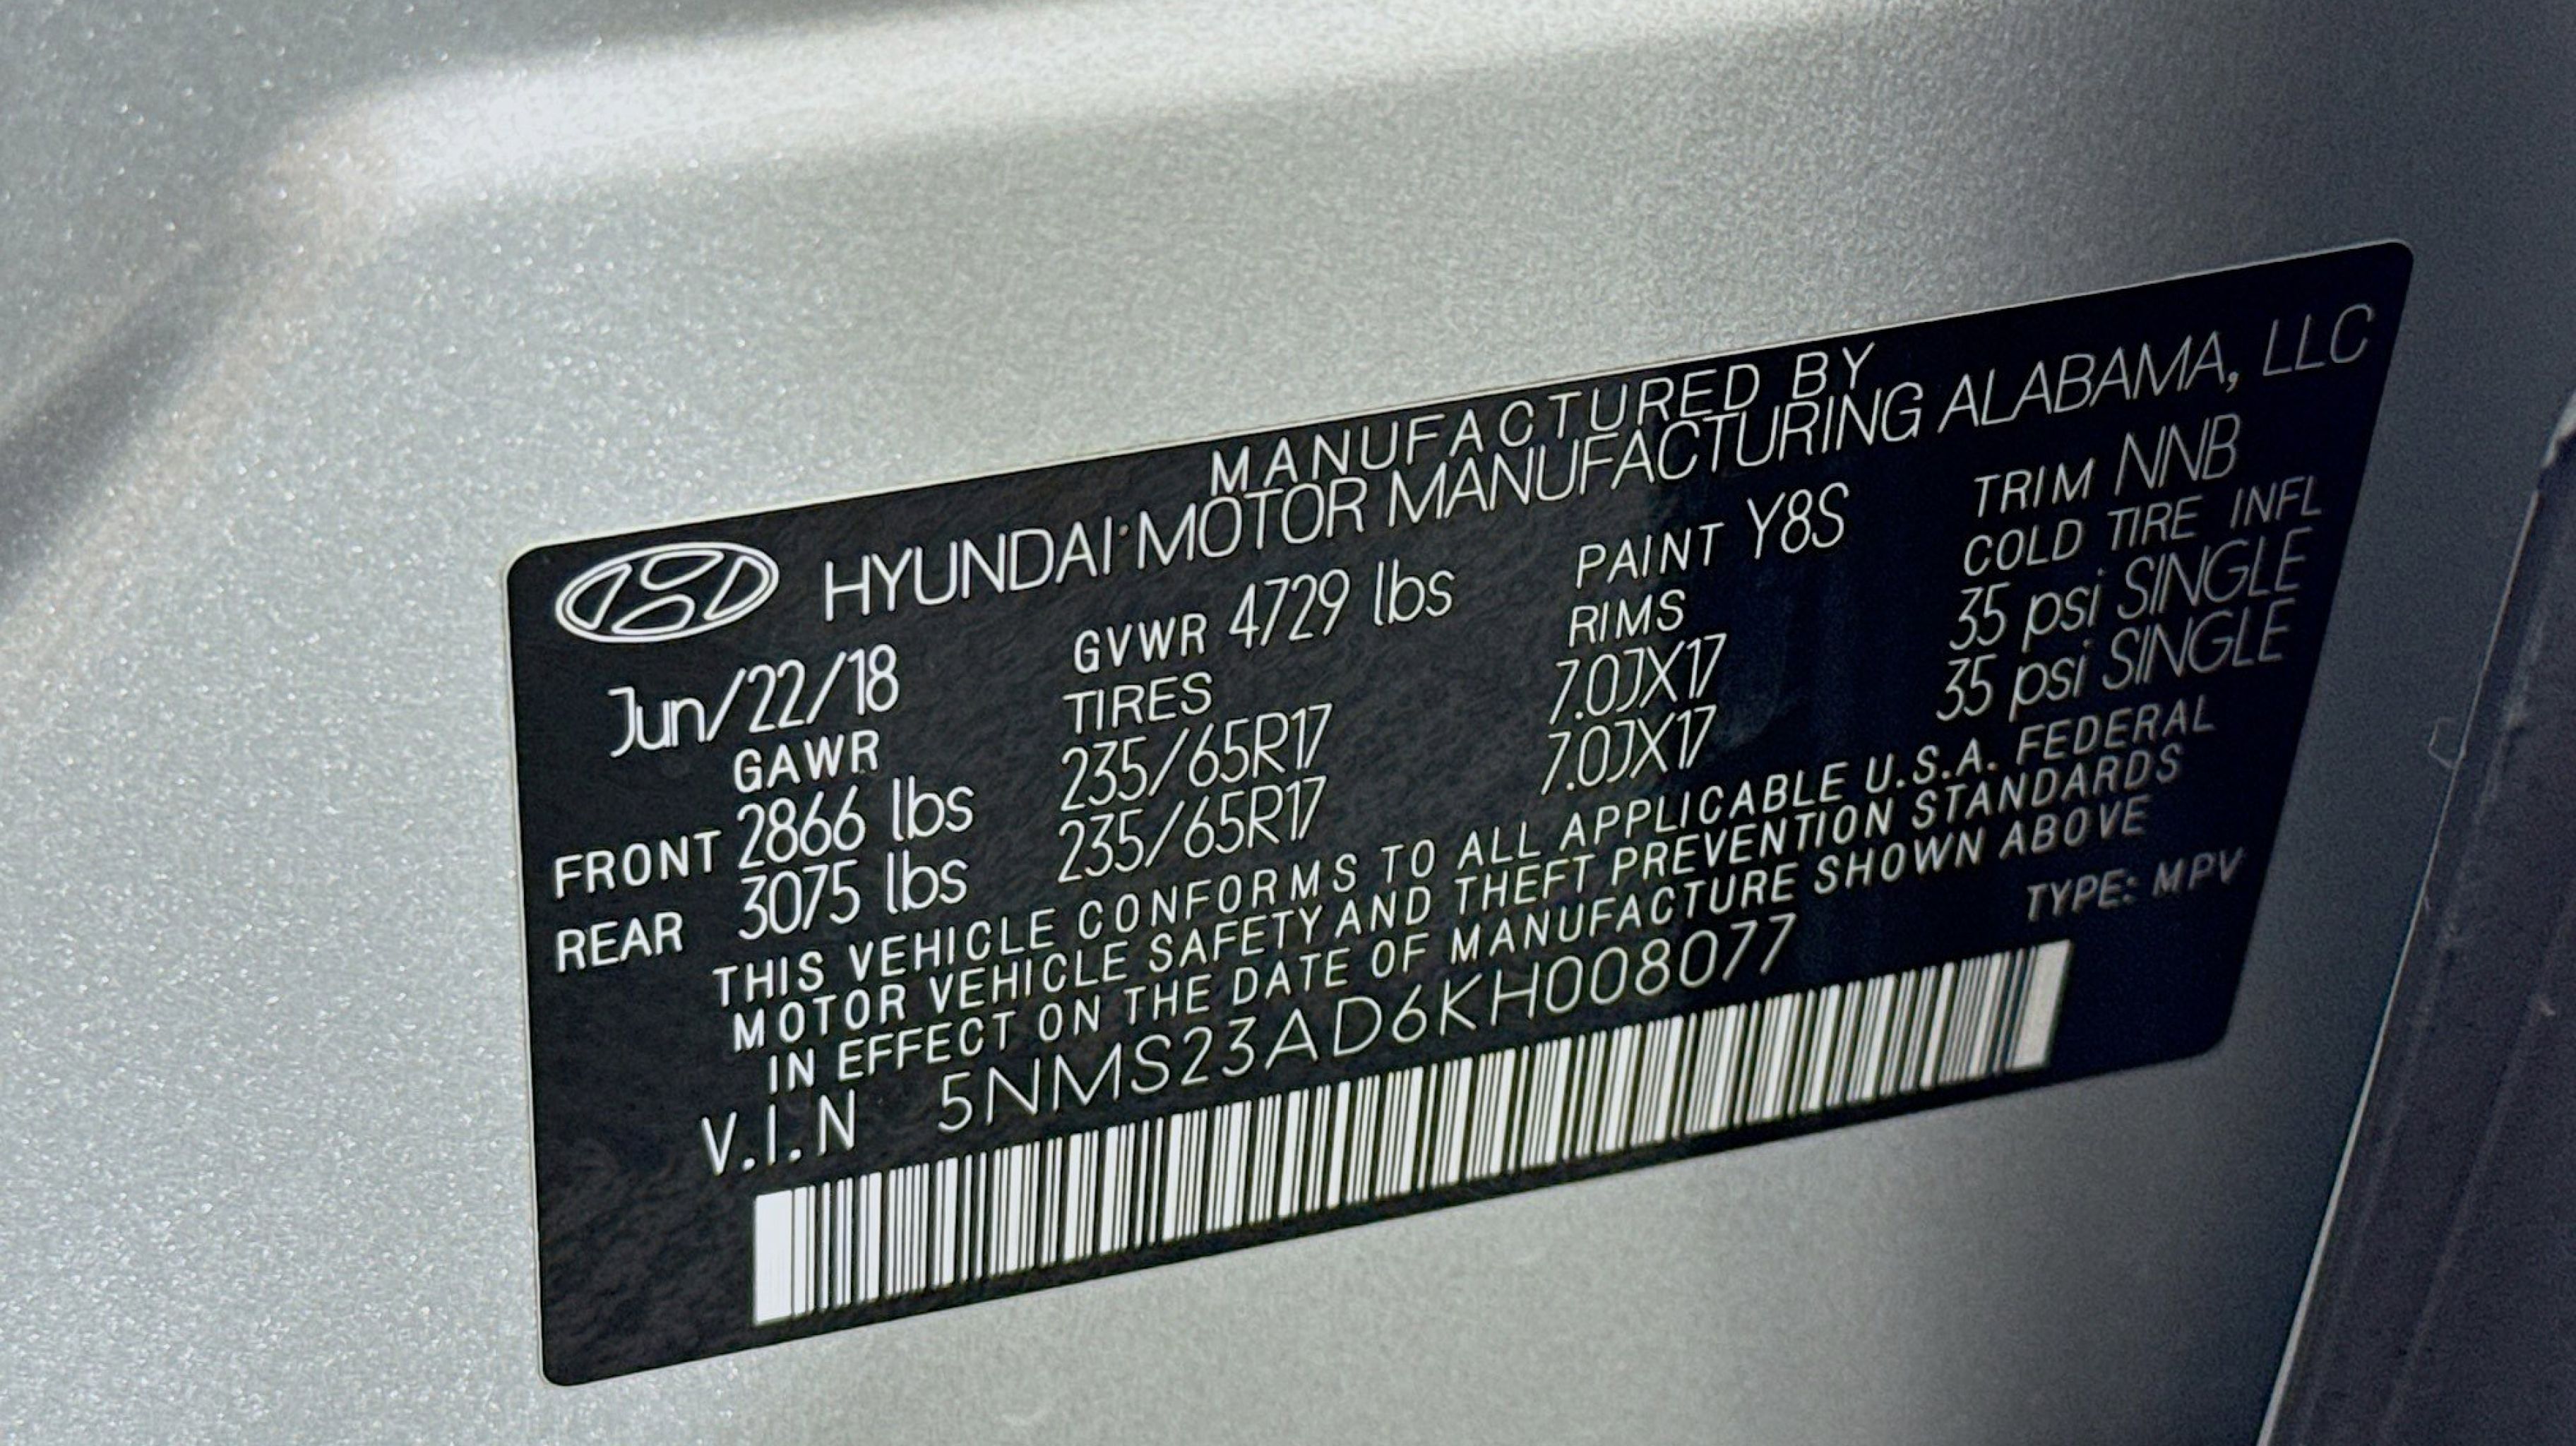 MANUFACTURED BY
HYUNDAI MOTOR MANUFACTURING ALABAMA, LLC
Jun/22/18 GVWR 4729 lbs PAINT Y8S TRIM NNB
GAWR TIRES RIMS COLD TIRE INFL
FRONT 2866 lbs 235/65R17 7.0JX17 35 psi SINGLE
REAR 3075 lbs 235/65R17 7.0JX17 35 psi SINGLE
THIS VEHICLE CONFORMS TO ALL APPLICABLE U.S.A. FEDERAL
MOTOR VEHICLE SAFETY AND THEFT PREVENTION STANDARDS
IN EFFECT ON THE DATE OF MANUFACTURE SHOWN ABOVE
V.I.N 5NMS23AD6KH008077 TYPE: MPV